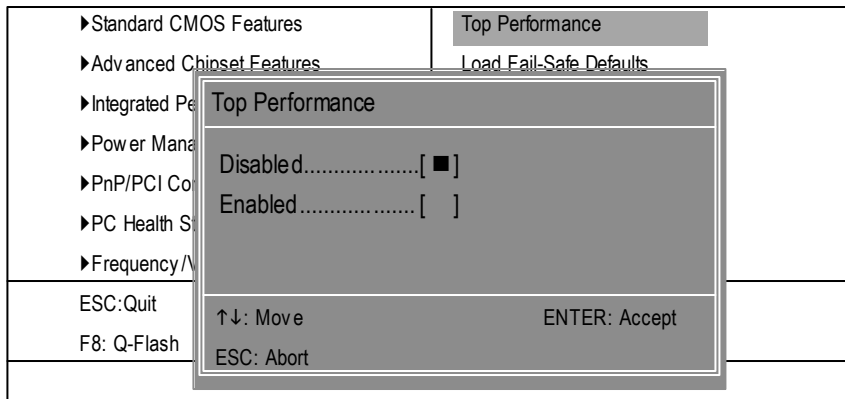 ▶Standard CMOS Features
Top Performance
▶Advanced Chipset Features
Load Fail-Safe Defaults
▶Integrated Pe
▶Power Mana
▶PnP/PCI Co
▶PC Health S
▶Frequency/V
Top Performance
Disabled...................[ ■ ]
Enabled................... [   ]
↑↓: Move
ENTER: Accept
ESC: Abort
ESC:Quit
F8: Q-Flash